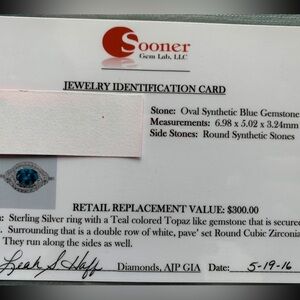 Sooner
Gem Lab, LLC
JEWELRY IDENTIFICATION CARD
Stone: Oval Synthetic Blue Gemstone
Measurements: 6.98 x 5.02 x 3.24mm
Side Stones: Round Synthetic Stones
RETAIL REPLACEMENT VALUE: $300.00
: Sterling Silver ring with a Teal colored Topaz like gemstone that is secured
. Surrounding that is a double row of white, pave' set Round Cubic Zirconia
They run along the sides as well.
Leah S Haff Diamonds, AJP GIA Date: 5-19-16